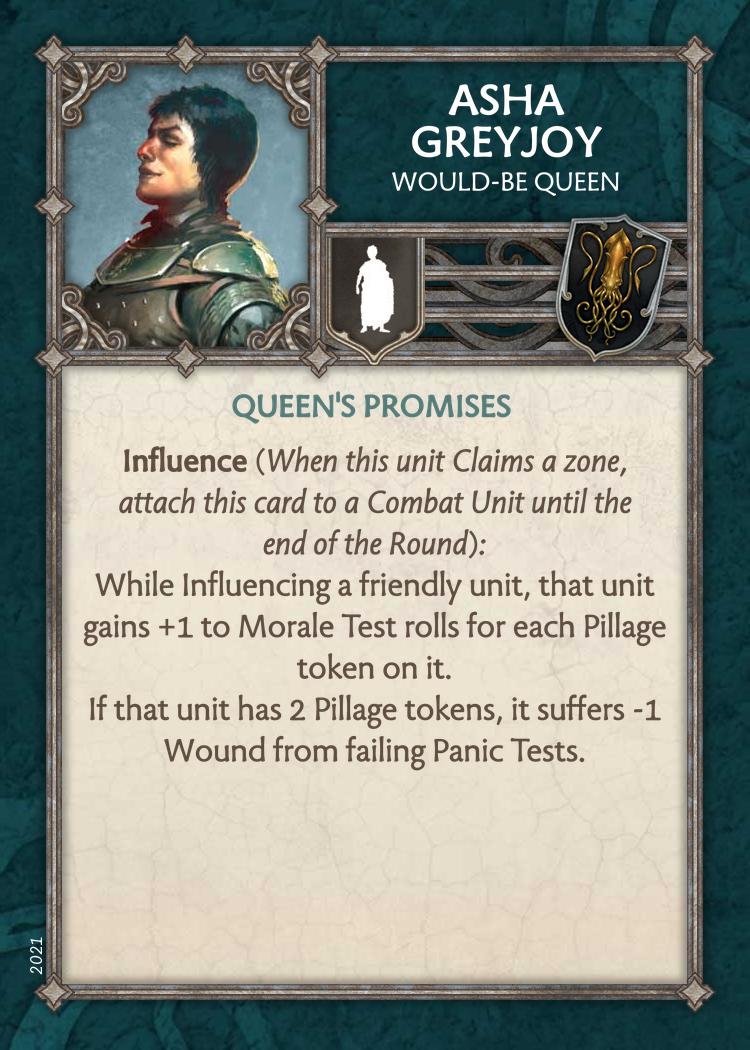 ASHA
GREYJOY
WOULD-BE QUEEN
QUEEN'S PROMISES
Influence (When this unit Claims a zone,
attach this card to a Combat Unit until the
end of the Round):
While Influencing a friendly unit, that unit
gains +1 to Morale Test rolls for each Pillage
token on it.
If that unit has 2 Pillage tokens, it suffers -1
Wound from failing Panic Tests.
2021